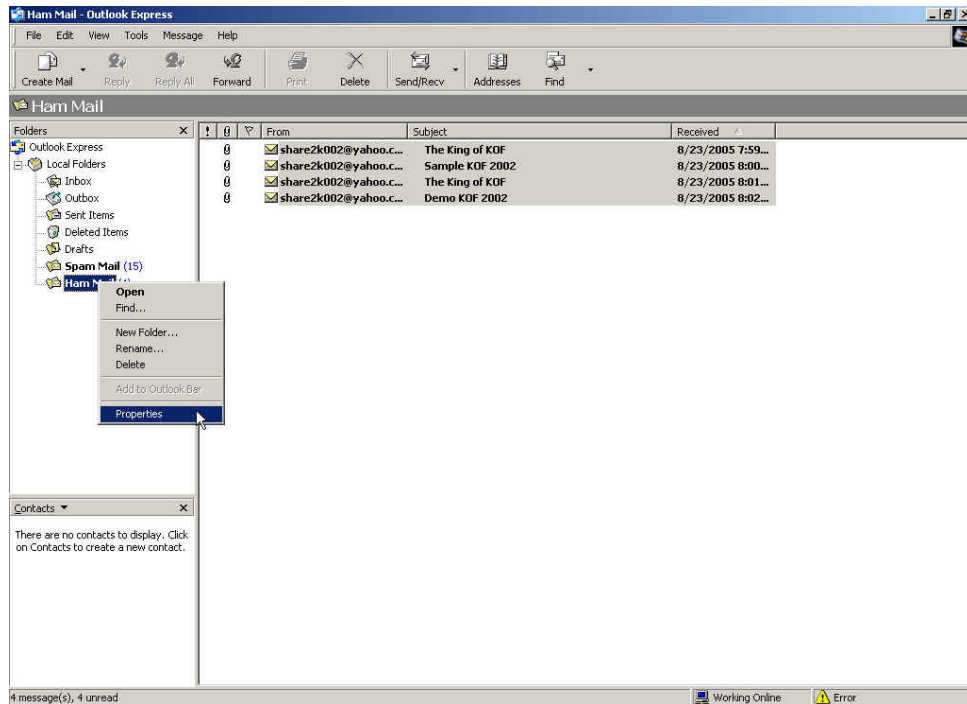 Ham Mail - Outlook Express
File Edit View Tools Message Help
Create Mail Reply Reply All Forward Print Delete Send/Recv Addresses Find
Ham Mail
Folders
Outlook Express
Local Folders
Inbox
Outbox
Sent Items
Deleted Items
Drafts
Spam Mail (15)
Ham
Open
Find...
New Folder...
Rename...
Delete
Add to Outlook Bar
Properties
! From Subject Received
share2k002@yahoo.c... The King of KOF 8/23/2005 7:59...
share2k002@yahoo.c... Sample KOF 2002 8/23/2005 8:00...
share2k002@yahoo.c... The King of KOF 8/23/2005 8:01...
share2k002@yahoo.c... Demo KOF 2002 8/23/2005 8:02...
Contacts
There are no contacts to display. Click
on Contacts to create a new contact.
4 message(s), 4 unread Working Online Error